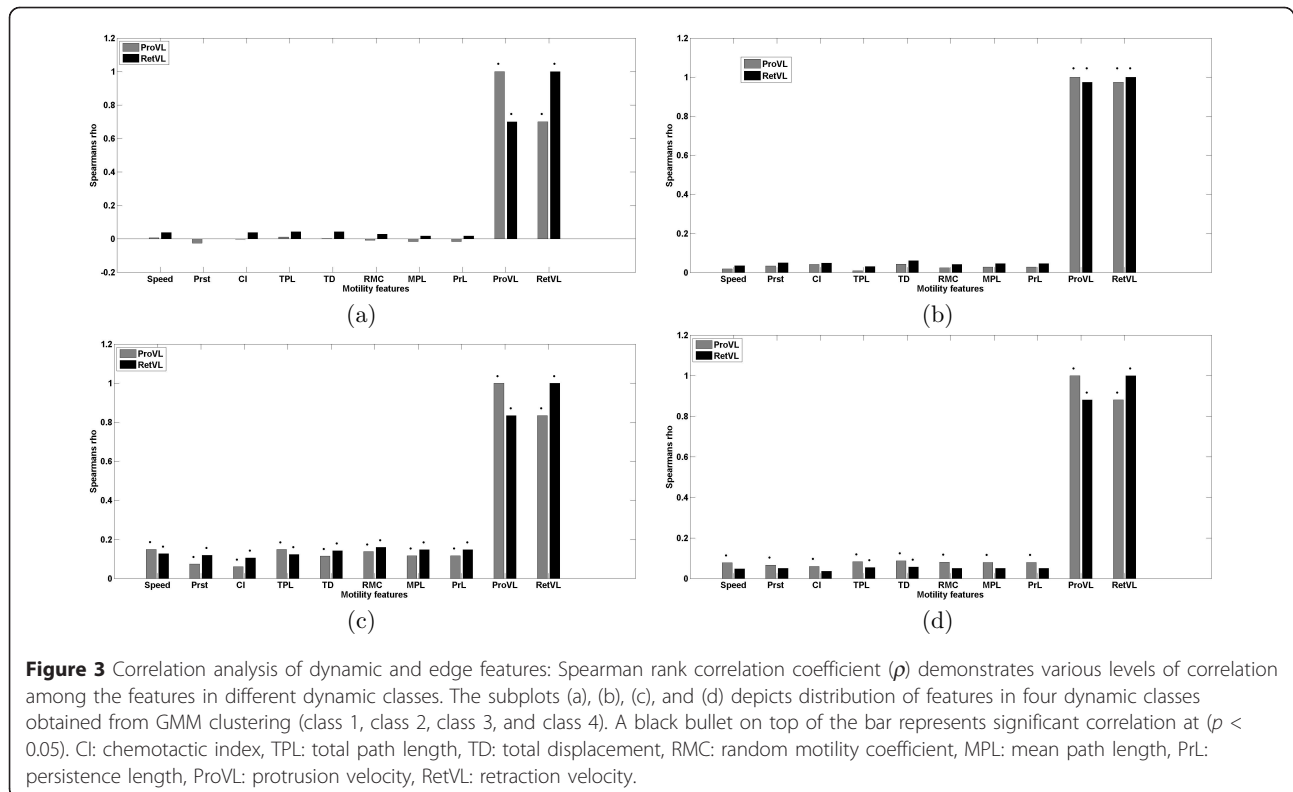 1.2
1
0.8
0.6
0.4
0.2
0
-0.2
Spearmans rho
ProVL
RetVL
Speed Prst CI TPL TD RMC MPL PrL ProVL RetVL
Motility features
(a)
1.2
1
0.8
0.6
0.4
0.2
0
Spearmans rho
ProVL
RetVL
Speed Prst CI TPL TD RMC MPL PrL ProVL RetVL
Motility features
(b)
1.2
1
0.8
0.6
0.4
0.2
0
Spearmans rho
ProVL
RetVL
Speed Prst CI TPL TD RMC MPL PrL ProVL RetVL
Motility features
(c)
1.2
1
0.8
0.6
0.4
0.2
0
Spearmans rho
ProVL
RetVL
Speed Prst CI TPL TD RMC MPL PrL ProVL RetVL
Motility features
(d)
Figure 3 Correlation analysis of dynamic and edge features: Spearman rank correlation coefficient (ρ) demonstrates various levels of correlation
among the features in different dynamic classes. The subplots (a), (b), (c), and (d) depicts distribution of features in four dynamic classes
obtained from GMM clustering (class 1, class 2, class 3, and class 4). A black bullet on top of the bar represents significant correlation at (p <
0.05). CI: chemotactic index, TPL: total path length, TD: total displacement, RMC: random motility coefficient, MPL: mean path length, PrL:
persistence length, ProVL: protrusion velocity, RetVL: retraction velocity.